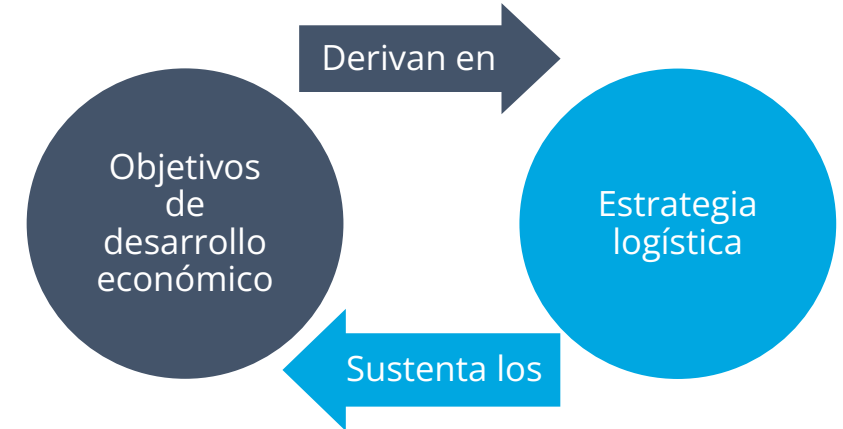 Derivan en
Objetivos
de
desarrollo
económico
Estrategia
logística
Sustenta los